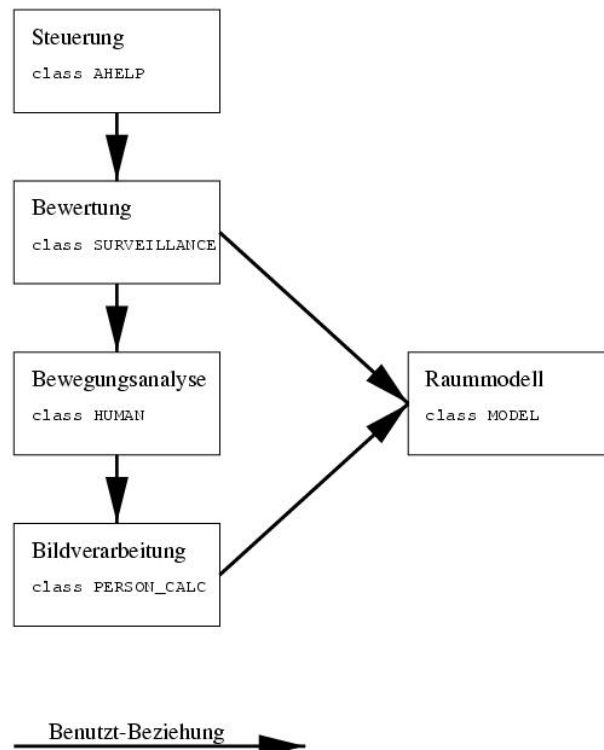 Steuerung
class AHELP
Bewertung
class SURVEILLANCE
Bewegungsanalyse
class HUMAN
Raummodell
class MODEL
Bildverarbeitung
class PERSON_CALC
Benutzt-Beziehung